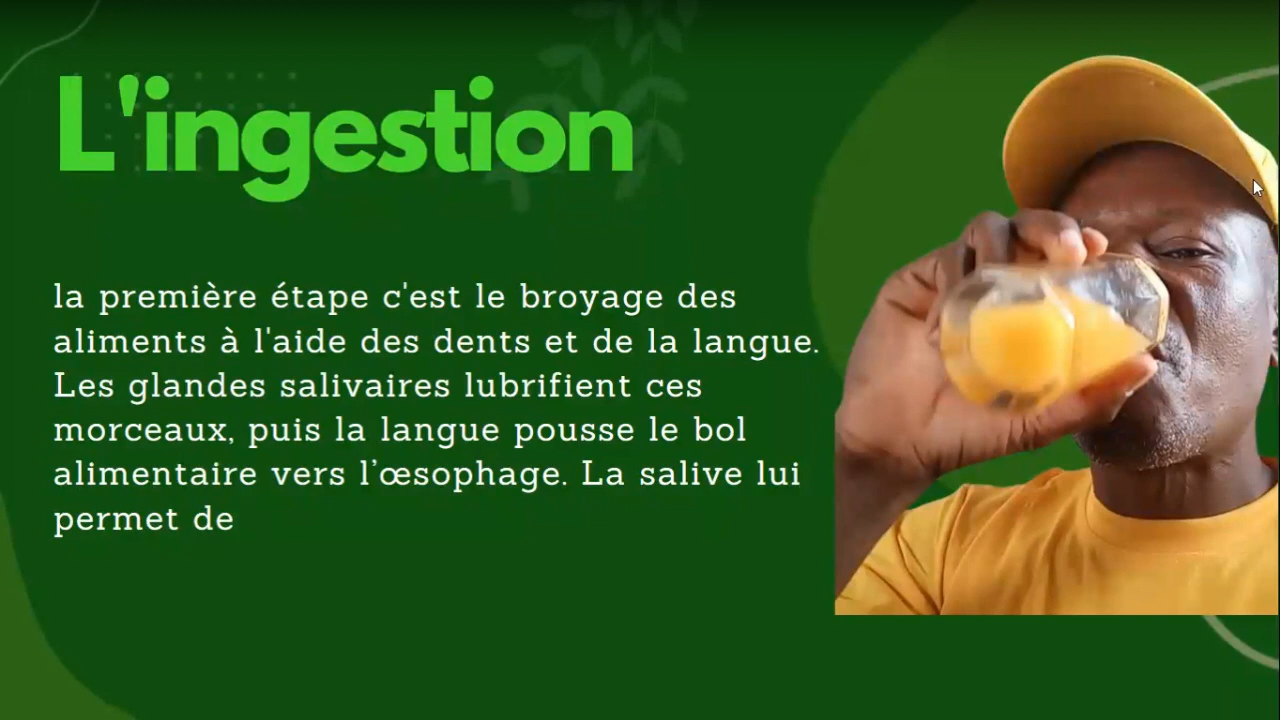 L'ingestion
la première étape c'est le broyage des
aliments à l'aide des dents et de la langue.
Les glandes salivaires lubrifient ces
morceaux, puis la langue pousse le bol
alimentaire vers l’œsophage. La salive lui
permet de